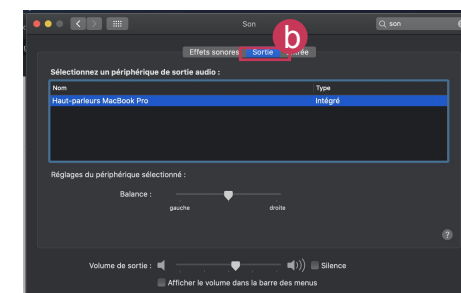 Son
son
b
Effets sonores Sortie
Sélectionnez un périphérique de sortie audio :
Nom Type
Haut-parleurs MacBook Pro Intégré
Réglages du périphérique sélectionné :
Balance :
gauche droite
?
Volume de sortie : Silence
Afficher le volume dans la barre des menus